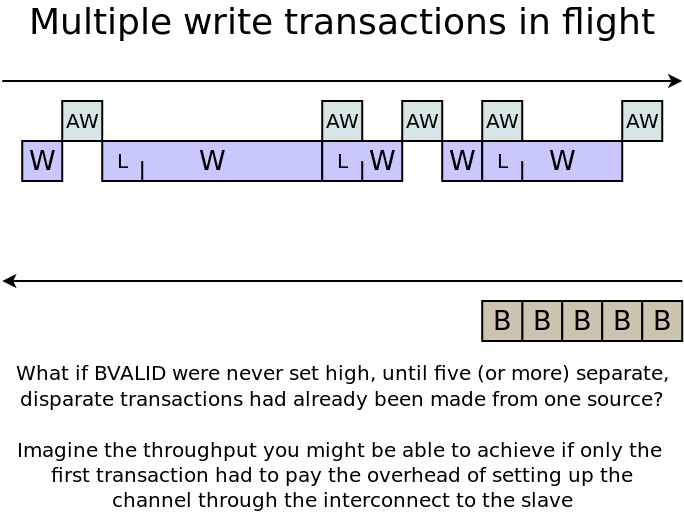 Multiple write transactions in flight
AW AW AW AW AW
W L W L W W L W
B B B B B
What if BVALID were never set high, until five (or more) separate,
disparate transactions had already been made from one source?
Imagine the throughput you might be able to achieve if only the
first transaction had to pay the overhead of setting up the
channel through the interconnect to the slave